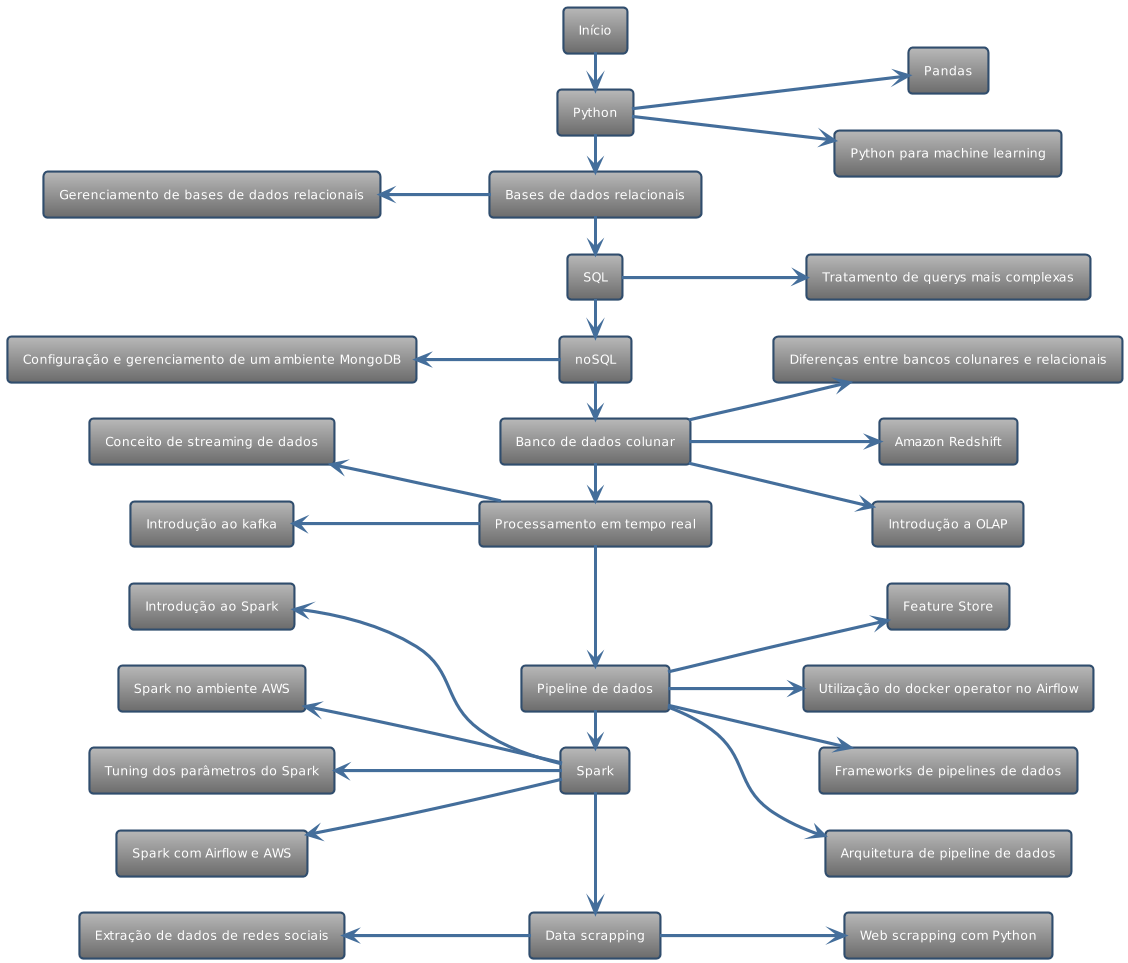 Início
Pandas
Python
Python para machine learning
Gerenciamento de bases de dados relacionais
Bases de dados relacionais
SQL
Tratamento de querys mais complexas
Configuração e gerenciamento de um ambiente MongoDB
noSQL
Diferenças entre bancos colunares e relacionais
Conceito de streaming de dados
Banco de dados colunar
Amazon Redshift
Introdução ao kafka
Processamento em tempo real
Introdução a OLAP
Introdução ao Spark
Feature Store
Spark no ambiente AWS
Pipeline de dados
Utilização do docker operator no Airflow
Tuning dos parâmetros do Spark
Spark
Frameworks de pipelines de dados
Spark com Airflow e AWS
Arquitetura de pipeline de dados
Extração de dados de redes sociais
Data scrapping
Web scrapping com Python